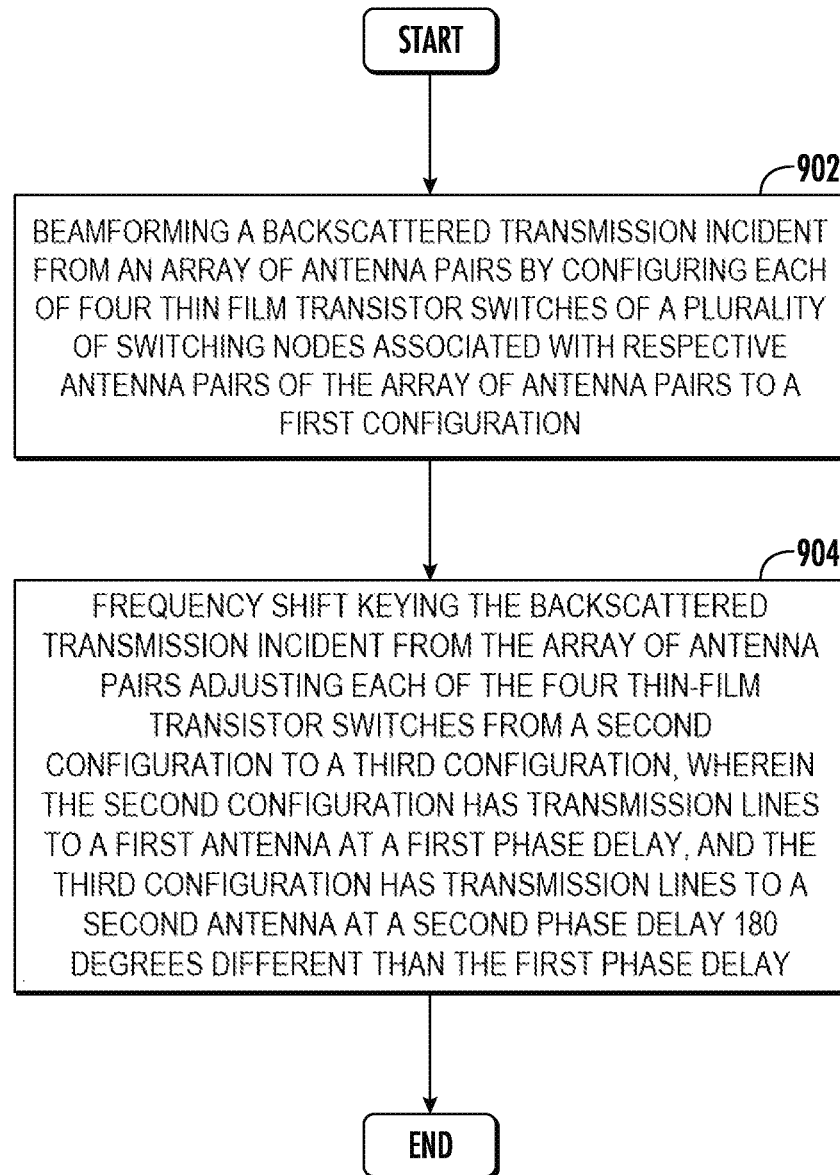 START
902
BEAMFORMING A BACKSCATTERED TRANSMISSION INCIDENT
FROM AN ARRAY OF ANTENNA PAIRS BY CONFIGURING EACH
OF FOUR THIN FILM TRANSISTOR SWITCHES OF A PLURALITY
OF SWITCHING NODES ASSOCIATED WITH RESPECTIVE
ANTENNA PAIRS OF THE ARRAY OF ANTENNA PAIRS TO A
FIRST CONFIGURATION
904
FREQUENCY SHIFT KEYING THE BACKSCATTERED
TRANSMISSION INCIDENT FROM THE ARRAY OF ANTENNA
PAIRS ADJUSTING EACH OF THE FOUR THIN-FILM
TRANSISTOR SWITCHES FROM A SECOND
CONFIGURATION TO A THIRD CONFIGURATION, WHEREIN
THE SECOND CONFIGURATION HAS TRANSMISSION LINES
TO A FIRST ANTENNA AT A FIRST PHASE DELAY, AND THE
THIRD CONFIGURATION HAS TRANSMISSION LINES TO A
SECOND ANTENNA AT A SECOND PHASE DELAY 180
DEGREES DIFFERENT THAN THE FIRST PHASE DELAY
END